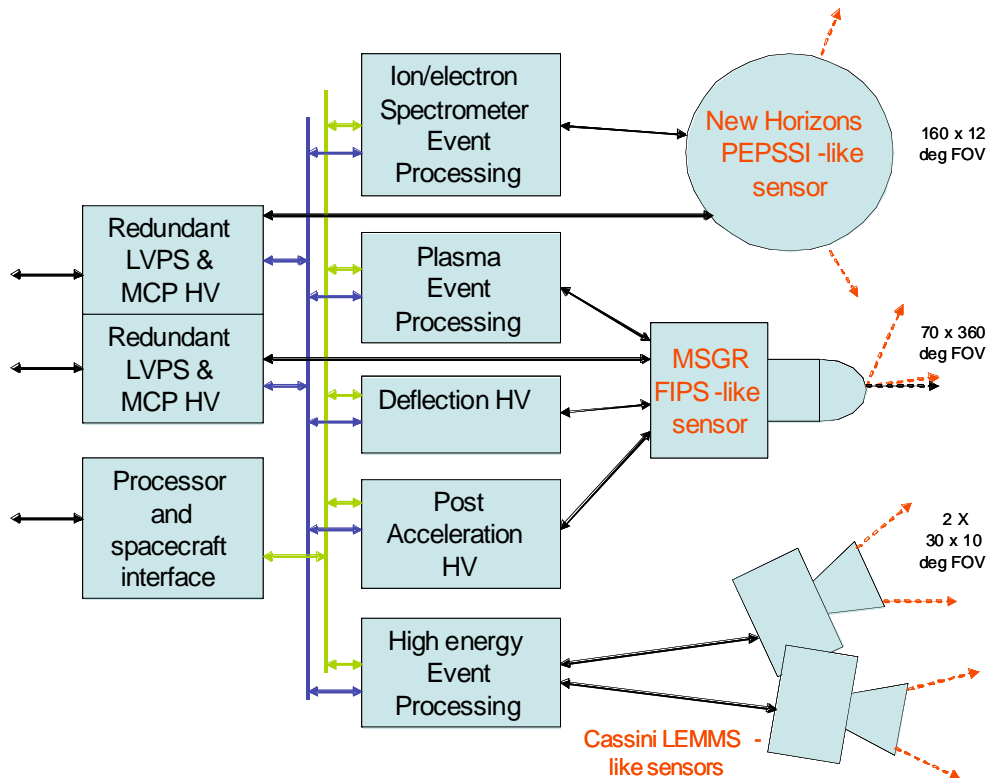 Ion/electron
Spectrometer
Event
Processing
New Horizons
PEPSSI -like
sensor
160 x 12
deg FOV
Redundant
LVPS &
MCP HV
Plasma
Event
Processing
Redundant
LVPS &
MCP HV
MSGR
FIPS -like
sensor
70 x 360
deg FOV
Deflection HV
Processor
and
spacecraft
interface
Post
Acceleration
HV
2 X
30 x 10
deg FOV
High energy
Event
Processing
Cassini LEMMS -
like sensors